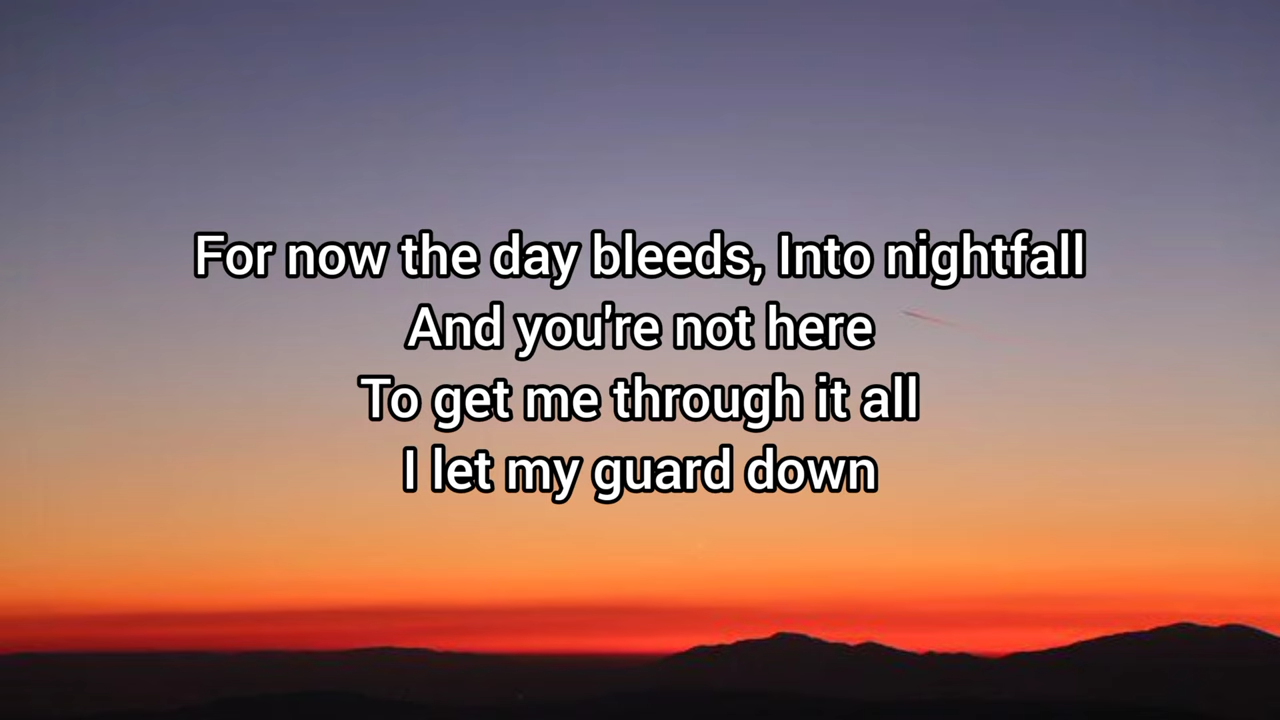 For now the day bleeds, Into nightfall
And you're not here
To get me through it all
I let my guard down